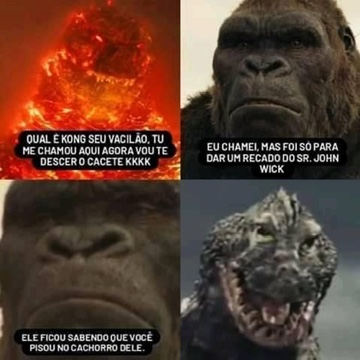 QUAL É KONG SEU VACILÃO, TU
ME CHAMOU AQUI AGORA VOU TE
DESCER O CACETE KKKK
EU CHAMEI, MAS FOI SÓ PARA
DAR UM RECADO DO SR. JOHN
WICK
ELE FICOU SABENDO QUE VOCÊ
PISOU NO CACHORRO DELE.